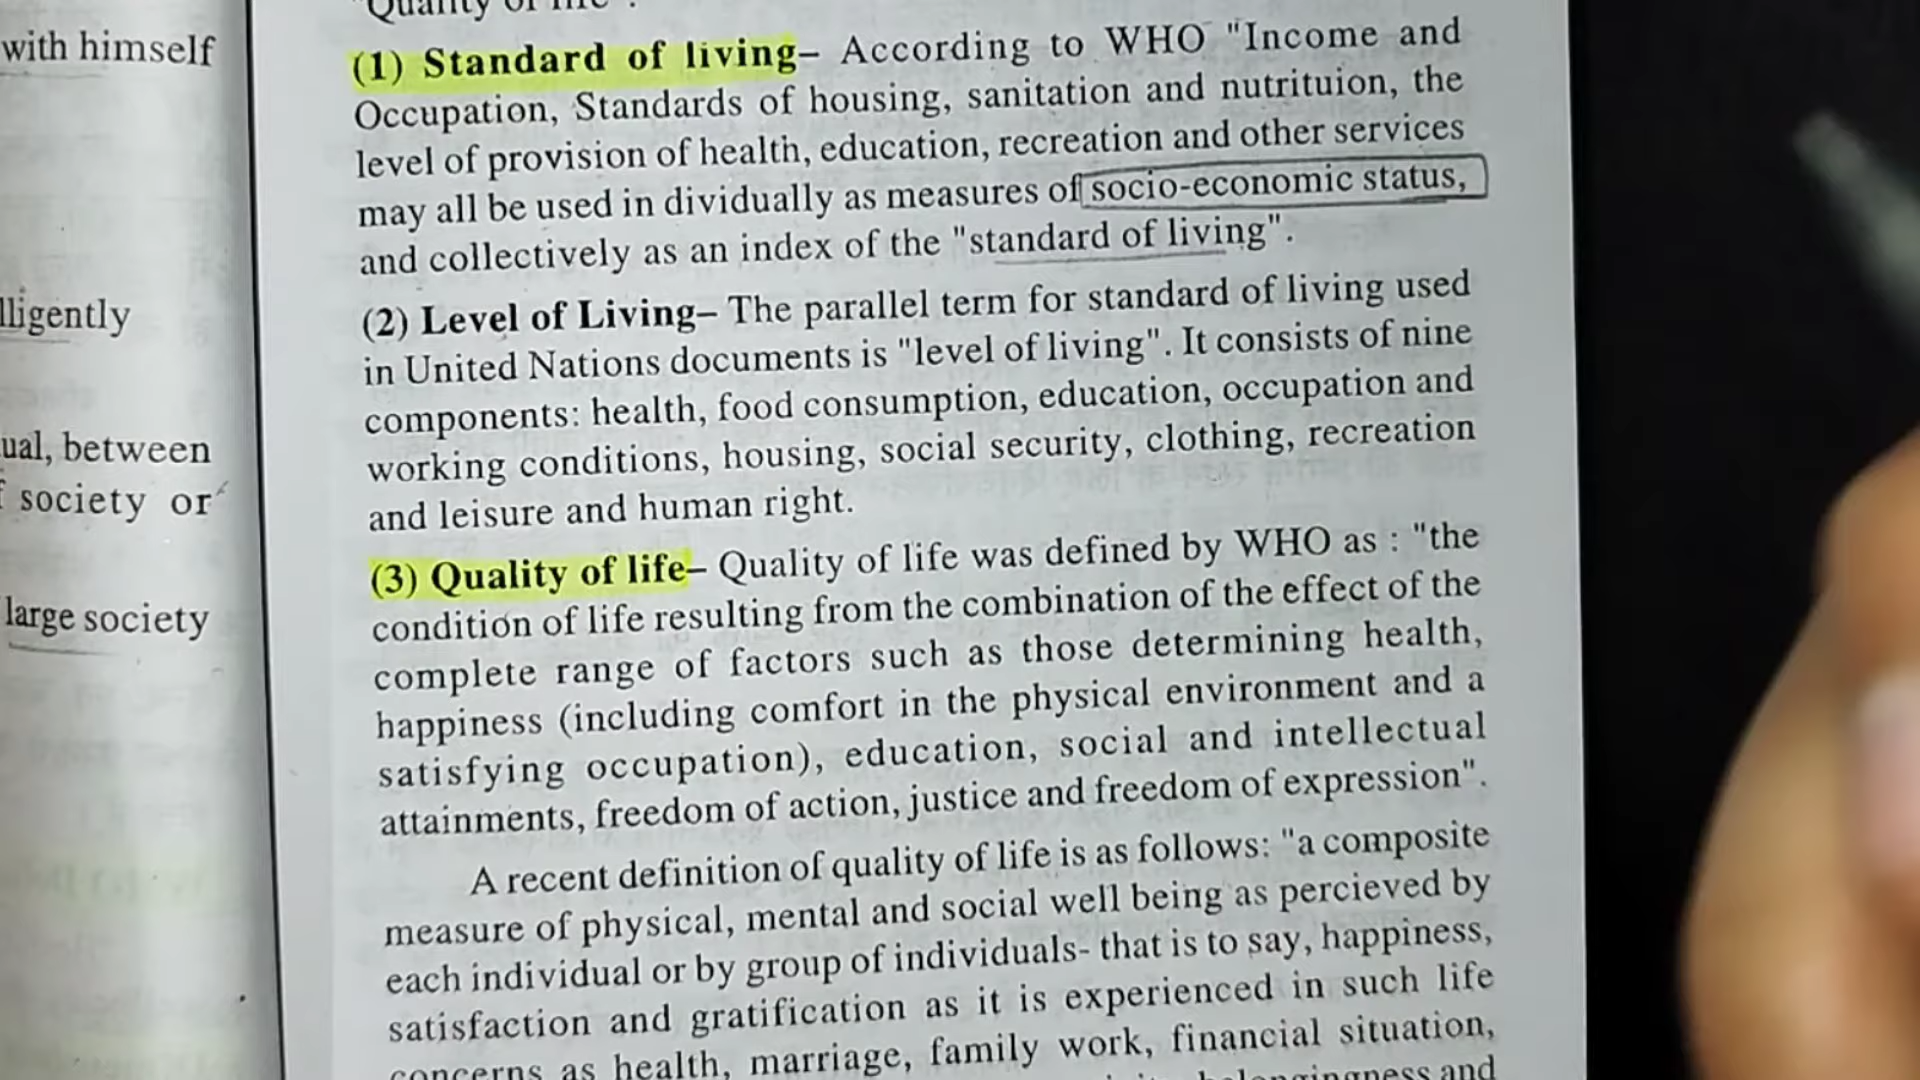 with himself
lligently
ual, between
society or
large society
"Quality of life".
(1) Standard of living– According to WHO "Income and
Occupation, Standards of housing, sanitation and nutrituion, the
level of provision of health, education, recreation and other services
may all be used in dividually as measures of socio-economic status,
and collectively as an index of the "standard of living".
(2) Level of Living– The parallel term for standard of living used
in United Nations documents is "level of living". It consists of nine
components: health, food consumption, education, occupation and
working conditions, housing, social security, clothing, recreation
and leisure and human right.
(3) Quality of life– Quality of life was defined by WHO as : "the
condition of life resulting from the combination of the effect of the
complete range of factors such as those determining health,
happiness (including comfort in the physical environment and a
satisfying occupation), education, social and intellectual
attainments, freedom of action, justice and freedom of expression".
A recent definition of quality of life is as follows: "a composite
measure of physical, mental and social well being as percieved by
each individual or by group of individuals- that is to say, happiness,
satisfaction and gratification as it is experienced in such life
concerns as health, marriage, family work, financial situation,
belongingness and